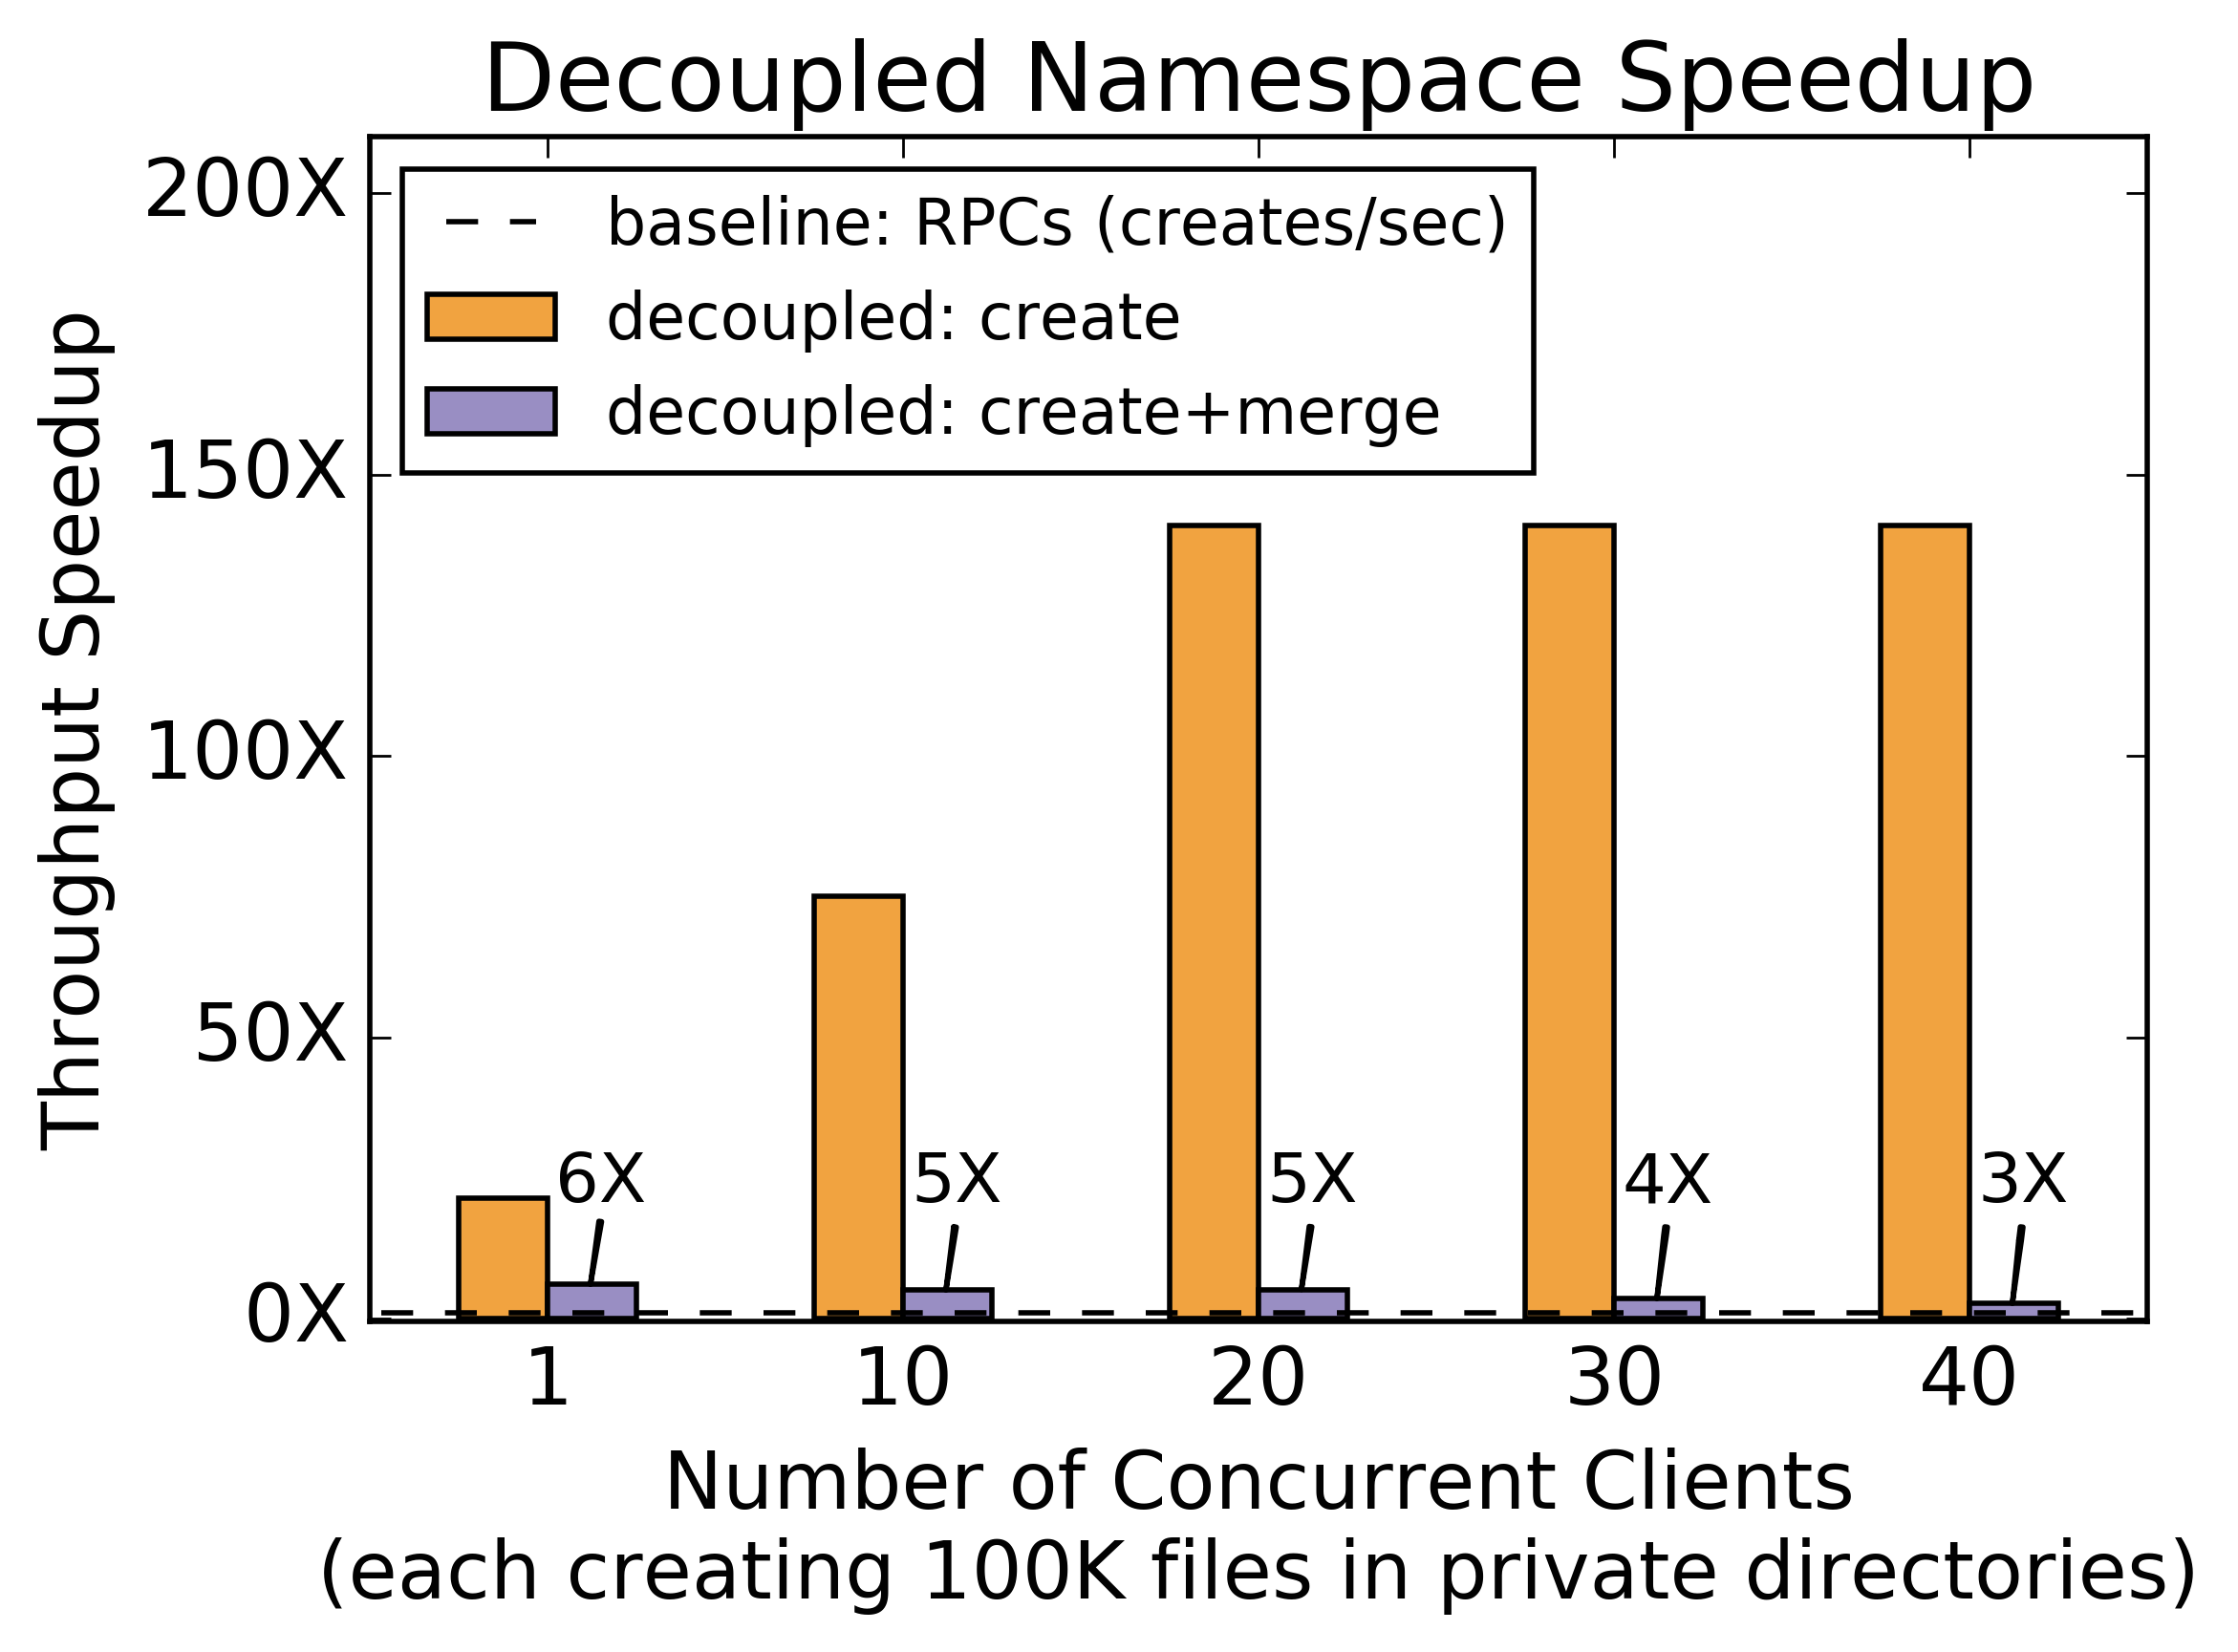 Decoupled Namespace Speedup
200X
150X
100X
50X
0X
Throughput Speedup
baseline: RPCs (creates/sec)
decoupled: create
decoupled: create+merge
6X
5X
5X
4X
3X
1
10
20
30
40
Number of Concurrent Clients
(each creating 100K files in private directories)